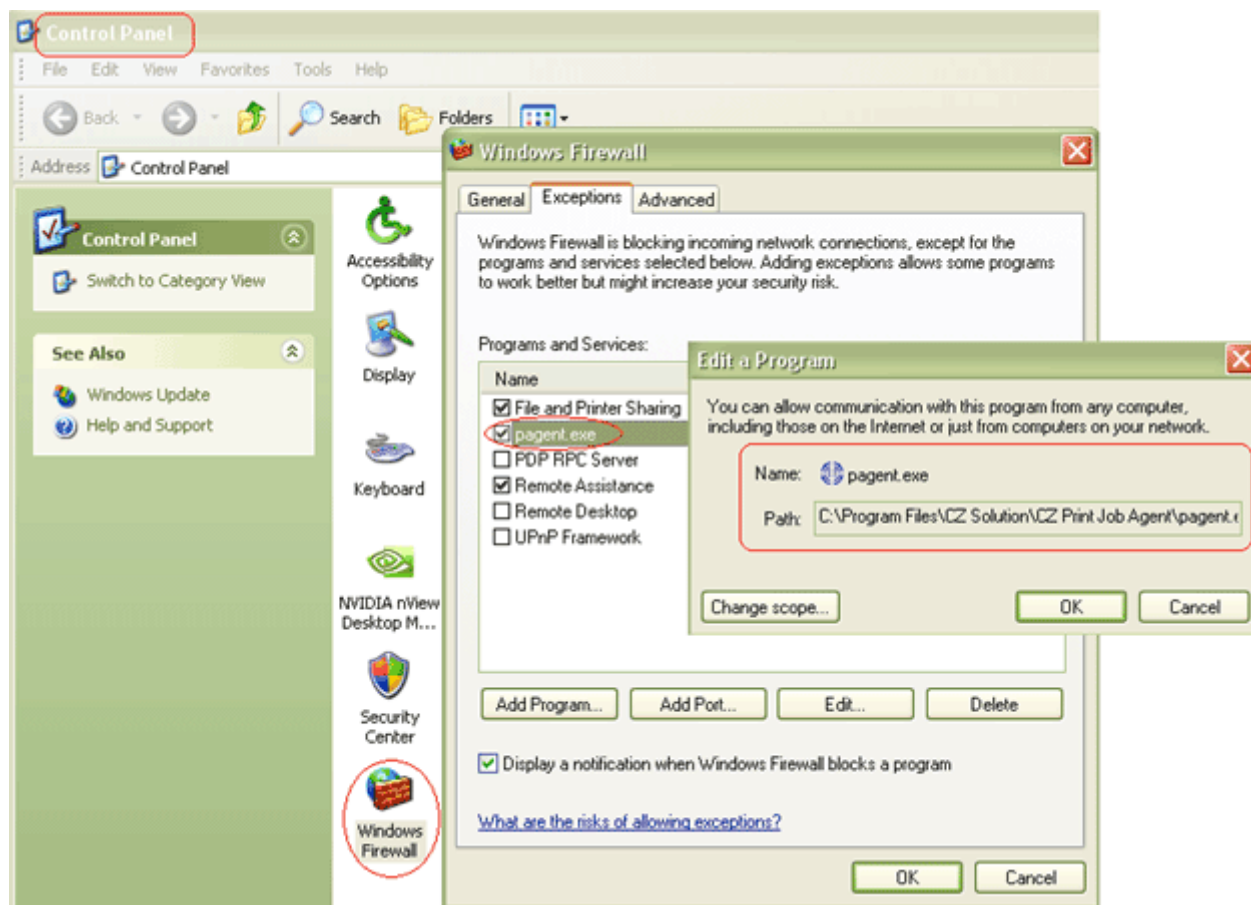 Control Panel
File Edit View Favorites Tools Help
Back Search Folders
Address Control Panel
Control Panel
Switch to Category View
See Also
Windows Update
Help and Support
Accessibility
Options
Display
Keyboard
NVIDIA nView
Desktop M...
Security
Center
Windows
Firewall
Windows Firewall
General Exceptions Advanced
Windows Firewall is blocking incoming network connections, except for the
programs and services selected below. Adding exceptions allows some programs
to work better but might increase your security risk.
Programs and Services:
Name
File and Printer Sharing
pagent.exe
PDP RPC Server
Remote Assistance
Remote Desktop
UPnP Framework
Add Program... Add Port... Edit... Delete
Display a notification when Windows Firewall blocks a program
What are the risks of allowing exceptions?
OK Cancel
Edit a Program
You can allow communication with this program from any computer,
including those on the Internet or just from computers on your network.
Name: pagent.exe
Path: C:\Program Files\CZ Solution\CZ Print Job Agent\pagent.e
Change scope... OK Cancel